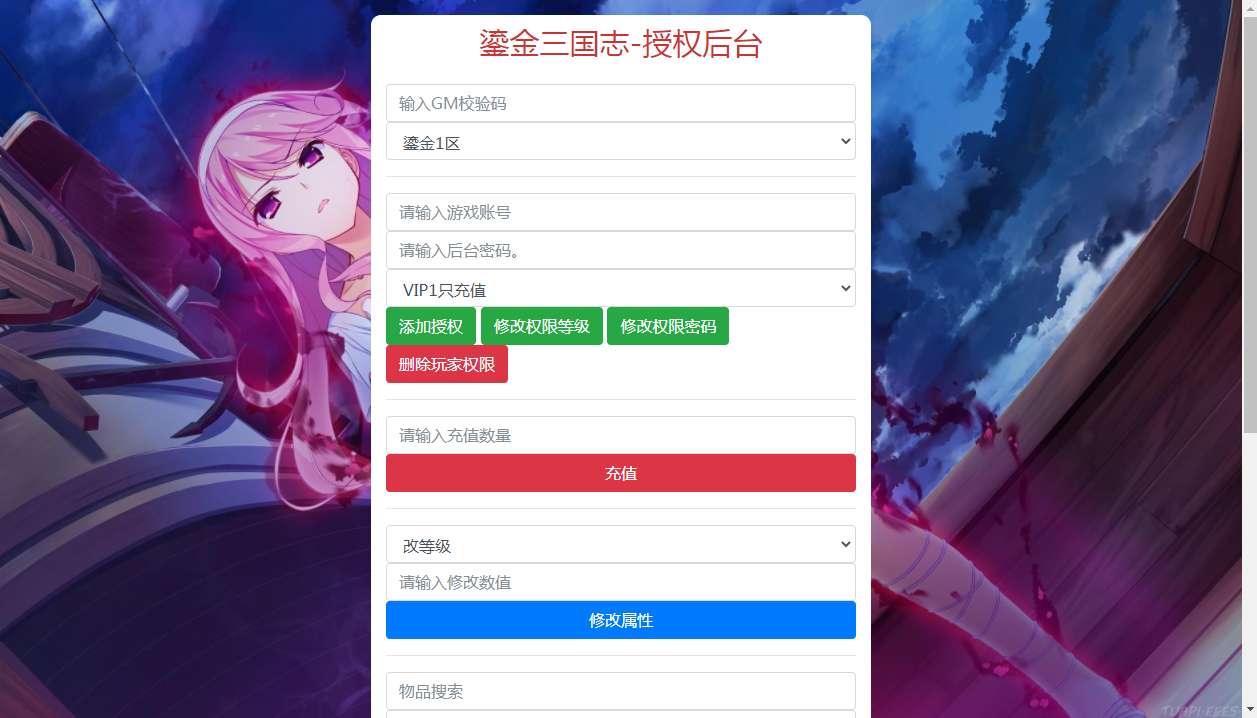 鎏金三国志-授权后台
输入GM校验码
鎏金1区
请输入游戏账号
请输入后台密码。
VIP1只充值
添加授权 修改权限等级 修改权限密码
删除玩家权限
请输入充值数量
充值
改等级
请输入修改数值
修改属性
物品搜索